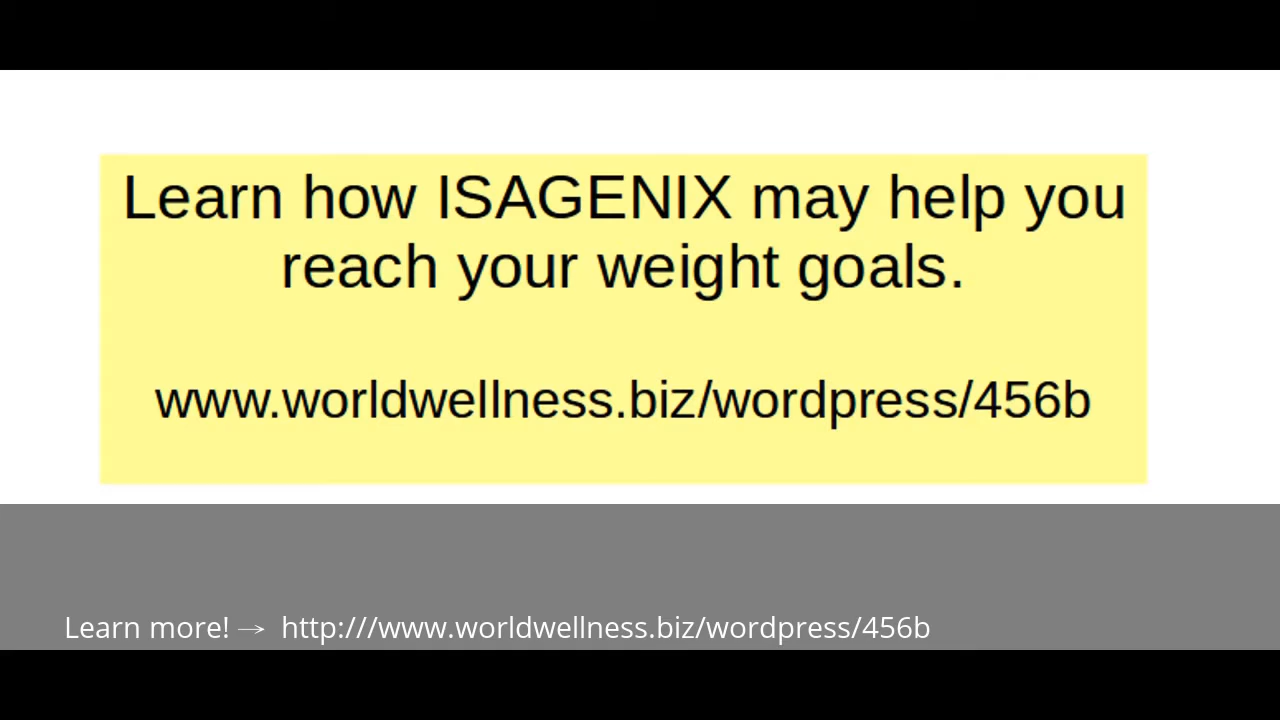 Learn how ISAGENIX may help you
reach your weight goals.
www.worldwellness.biz/wordpress/456b
Learn more! → http:///www.worldwellness.biz/wordpress/456b